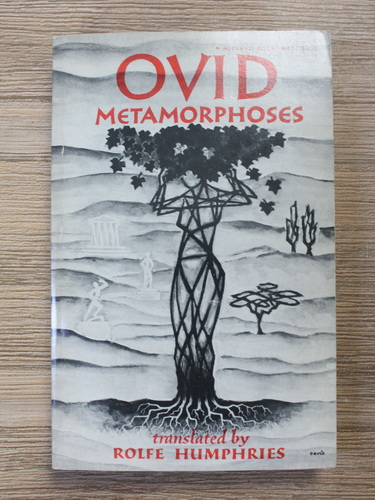 OVID
METAMORPHOSES
translated by
ROLFE HUMPHRIES